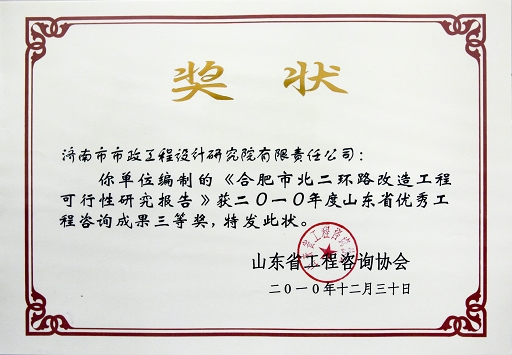 奖 状
济南市市政工程设计研究院有限责任公司：
你单位编制的《合肥市北二环路改造工程
可行性研究报告》获二〇一〇年度山东省优秀工
程咨询成果三等奖，特发此状。
山东省工程咨询协会
二〇一〇年十二月三十日